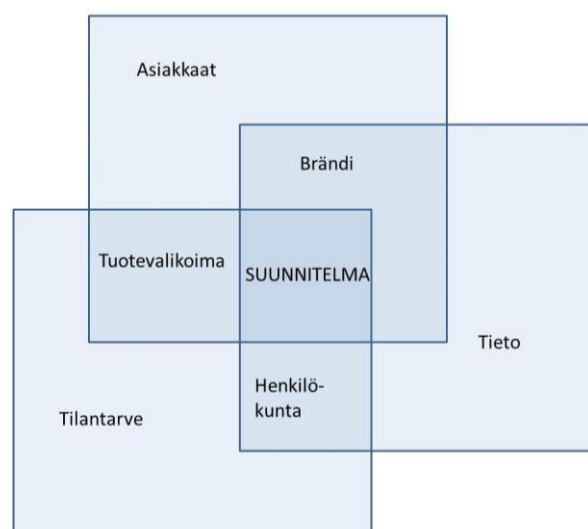 Asiakkaat
Brändi
Tuotevalikoima
SUUNNITELMA
Tieto
Henkilö-
kunta
Tilantarve